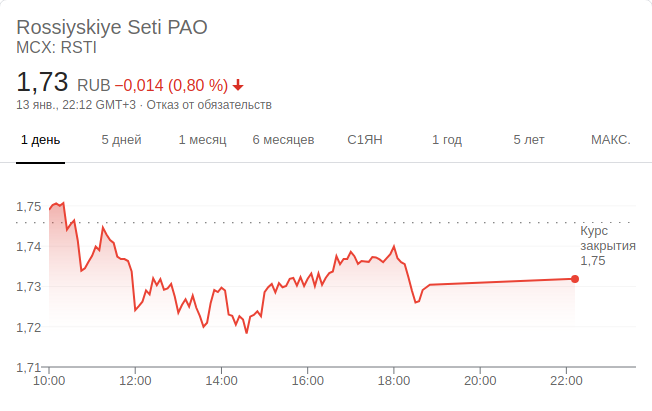 Rossiyskiye Seti PAO
MCX: RSTI
1,73 RUB −0,014 (0,80 %)
13 янв., 22:12 GMT+3 · Отказ от обязательств
1 день 5 дней 1 месяц 6 месяцев С1ЯН 1 год 5 лет МАКС.
1,75
Курс
закрытия
1,75
1,74
1,73
1,72
1,71
10:00 12:00 14:00 16:00 18:00 20:00 22:00